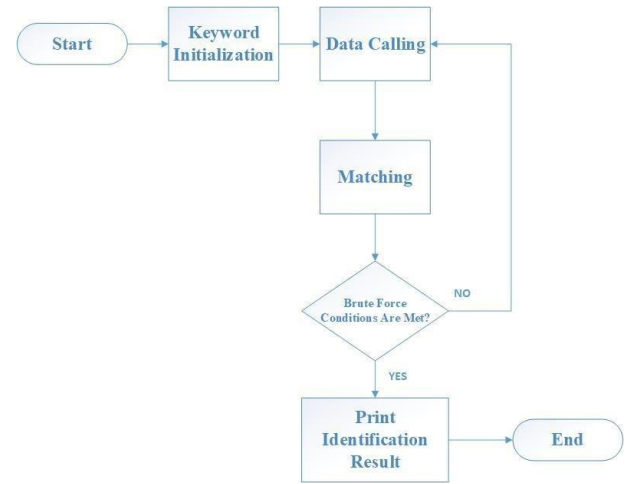 Start
Keyword
Initialization
Data Calling
Matching
Brute Force
Conditions Are Met?
NO
YES
Print
Identification
Result
End